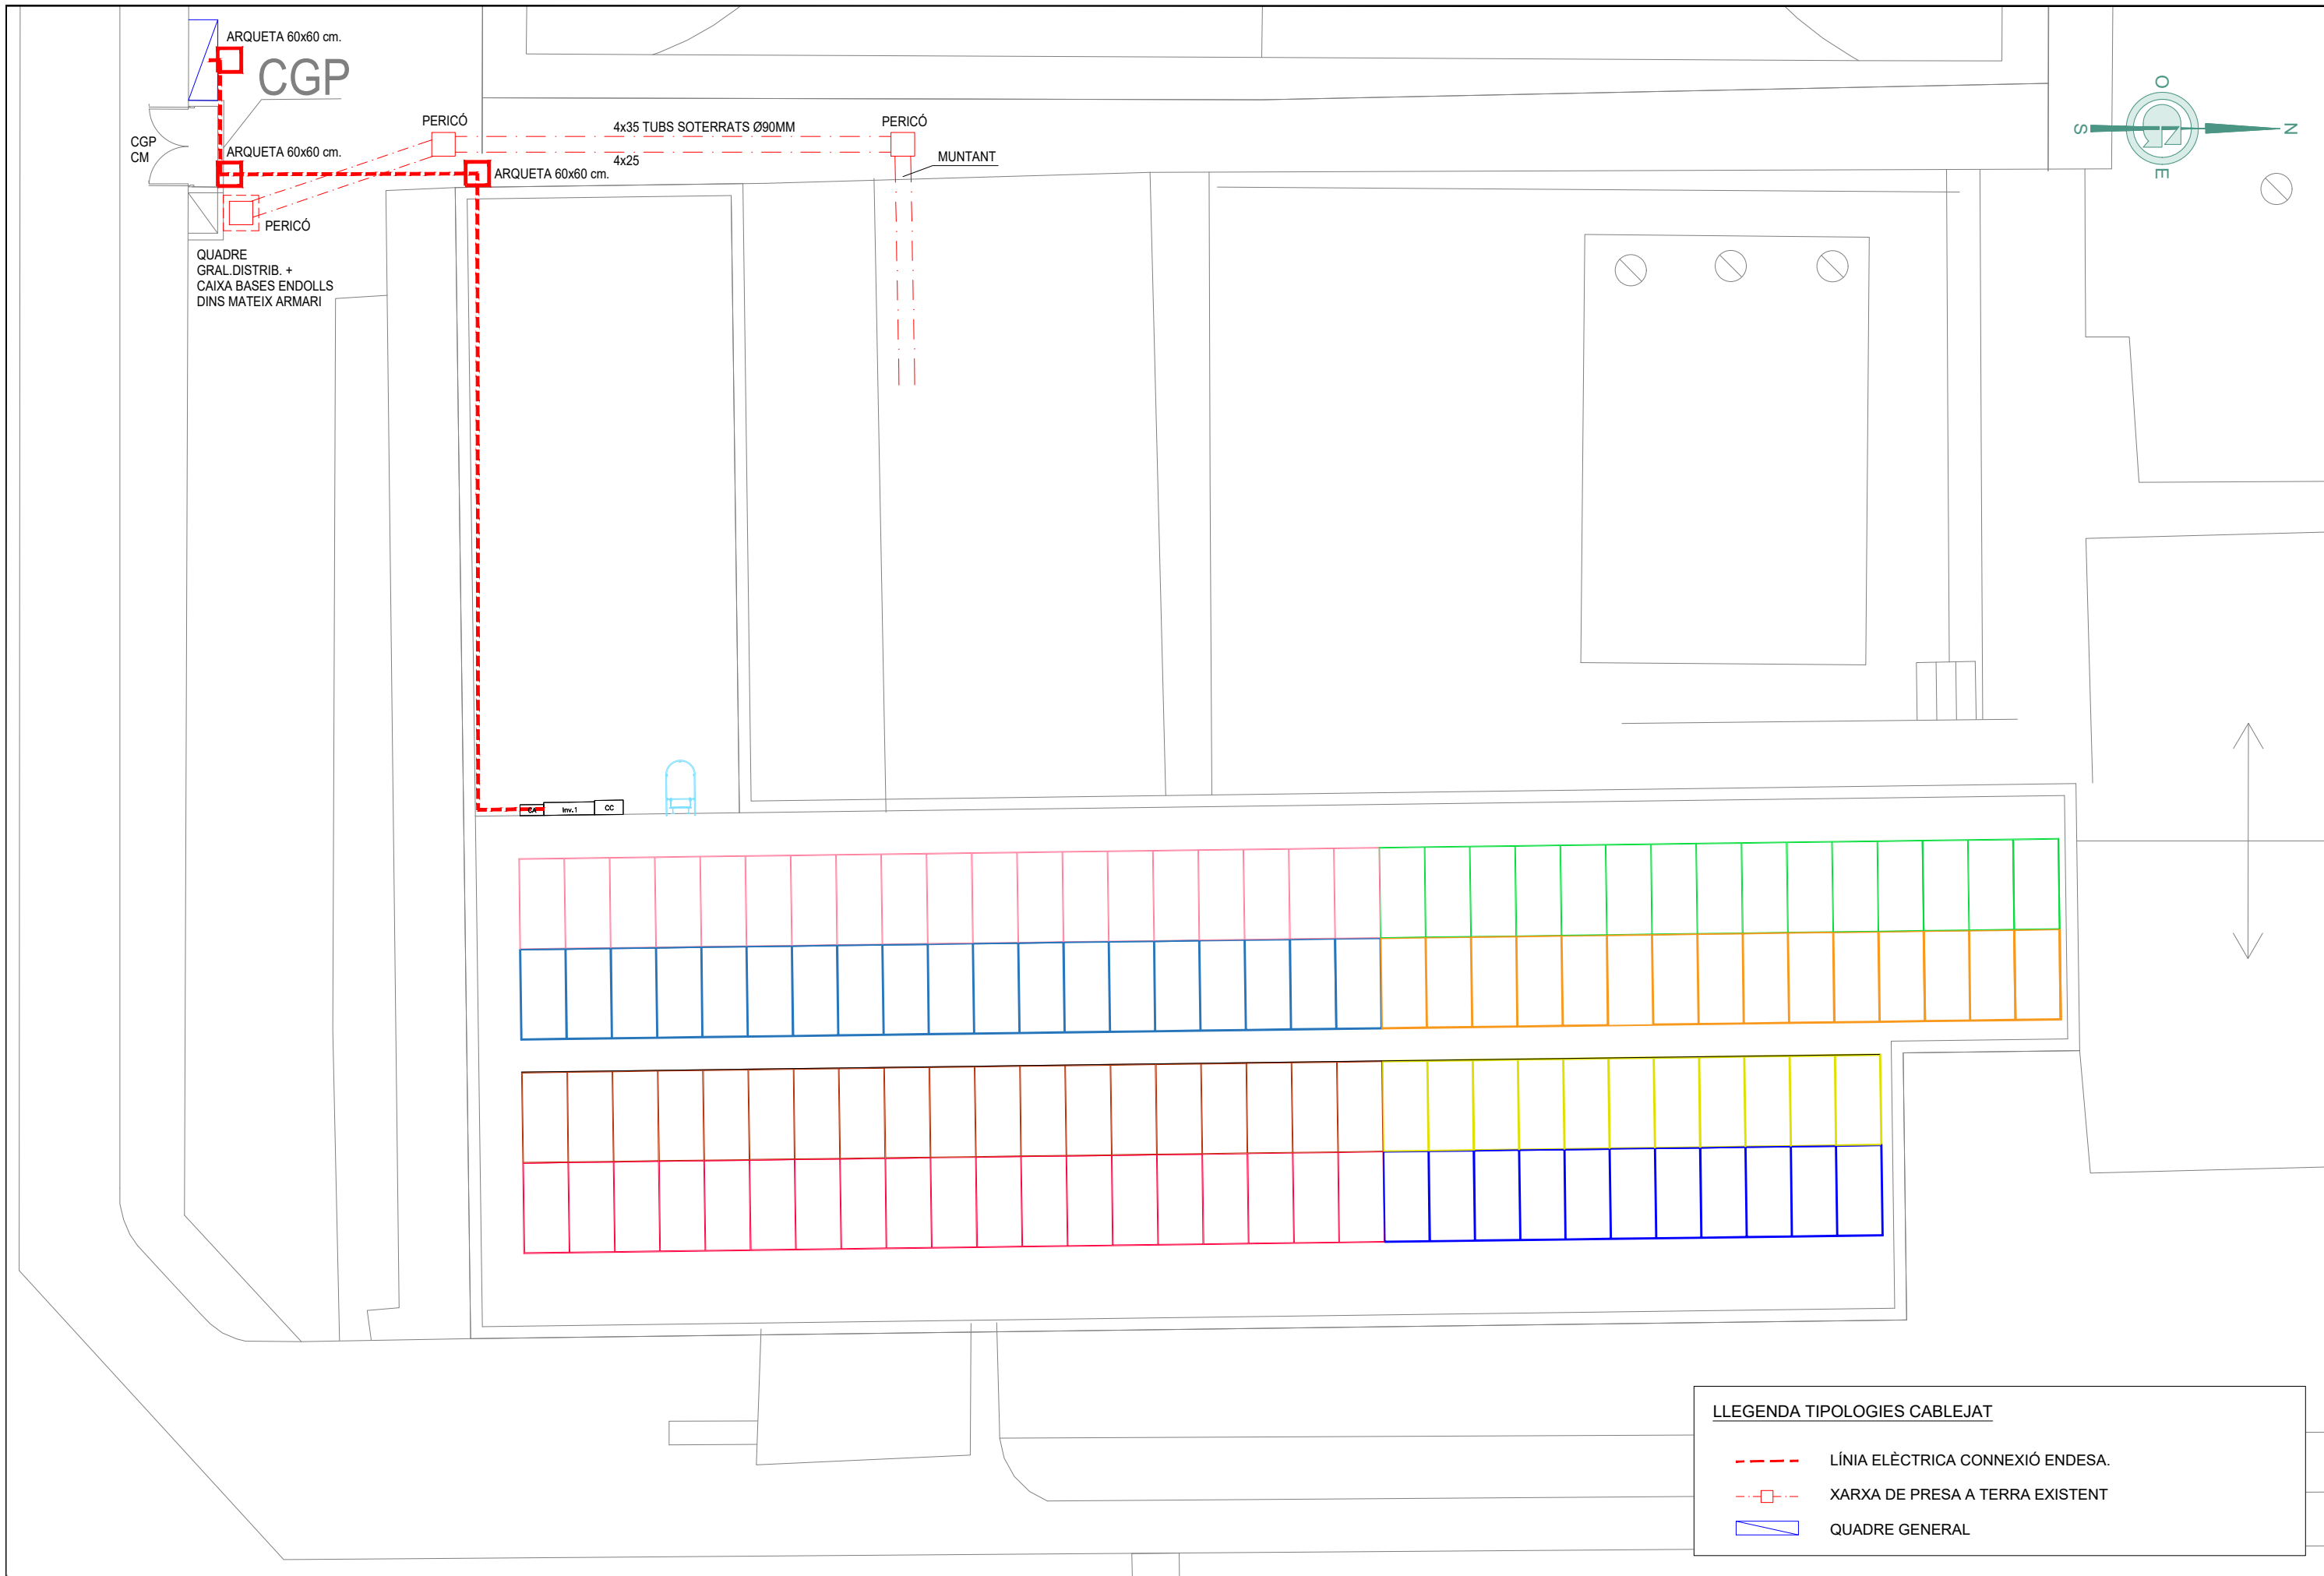 ARQUETA 60x60 cm.
CGP
PERICÓ
4x35 TUBS SOTERRATS Ø90MM
PERICÓ
CGP
CM
ARQUETA 60x60 cm.
4x25
MUNTANT
ARQUETA 60x60 cm.
PERICÓ
QUADRE
GRAL.DISTRIB. +
CAIXA BASES ENDOLLS
DINS MATEIX ARMARI
O
S
N
N
E
CA
Inv.1
CC
LLEGENDA TIPOLOGIES CABLEJAT
LÍNIA ELÈCTRICA CONNEXIÓ ENDESA.
XARXA DE PRESA A TERRA EXISTENT
QUADRE GENERAL